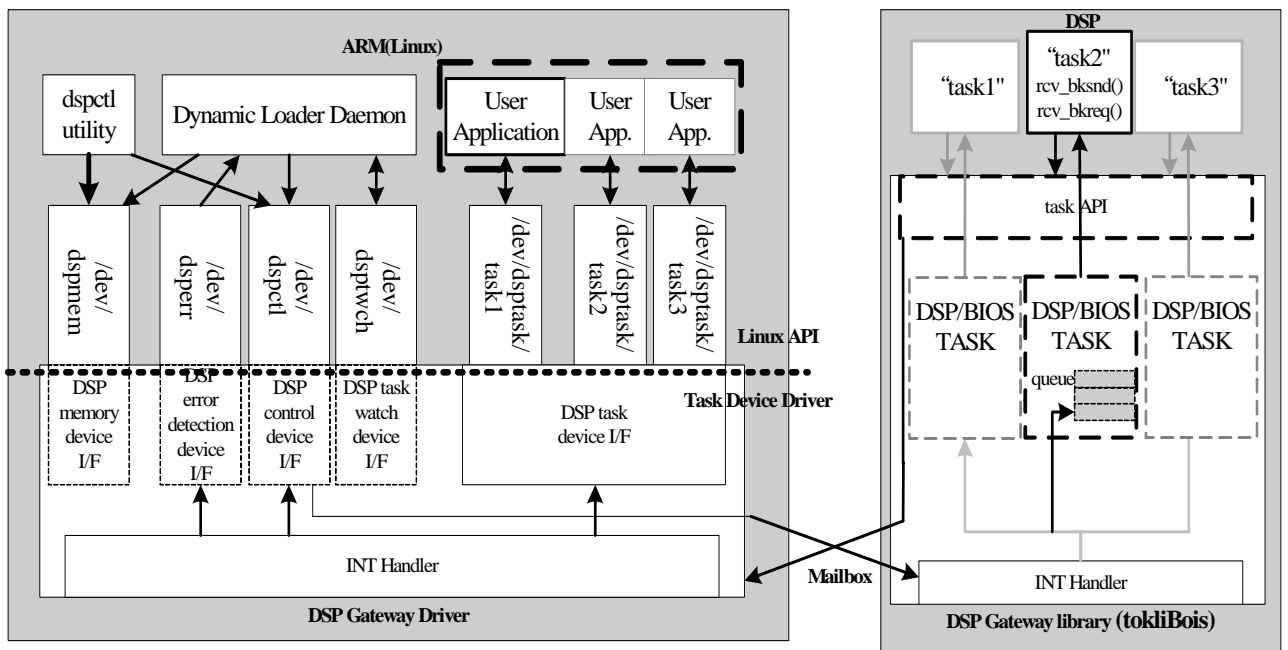 ARM(Linux)
dspctl
utility
Dynamic Loader Daemon
User
Application
User
App.
User
App.
/dev/
dspmem
/dev/
dsperr
/dev/
dspctl
/dev/
dsptwch
/dev/dsptask/
task1
/dev/dsptask/
task2
/dev/dsptask/
task3
Linux API
Task Device Driver
DSP
memory
device
I/F
DSP
error
detection
device
I/F
DSP
control
device
I/F
DSP task
watch
device
I/F
DSP task
device I/F
INT Handler
DSP Gateway Driver
Mailbox
DSP
“task1"
“task2"
rcv_bksnd()
rcv_bkreq()
“task3"
task API
DSP/BIOS
TASK
DSP/BIOS
TASK
queue
DSP/BIOS
TASK
INT Handler
DSP Gateway library (tokliBois)